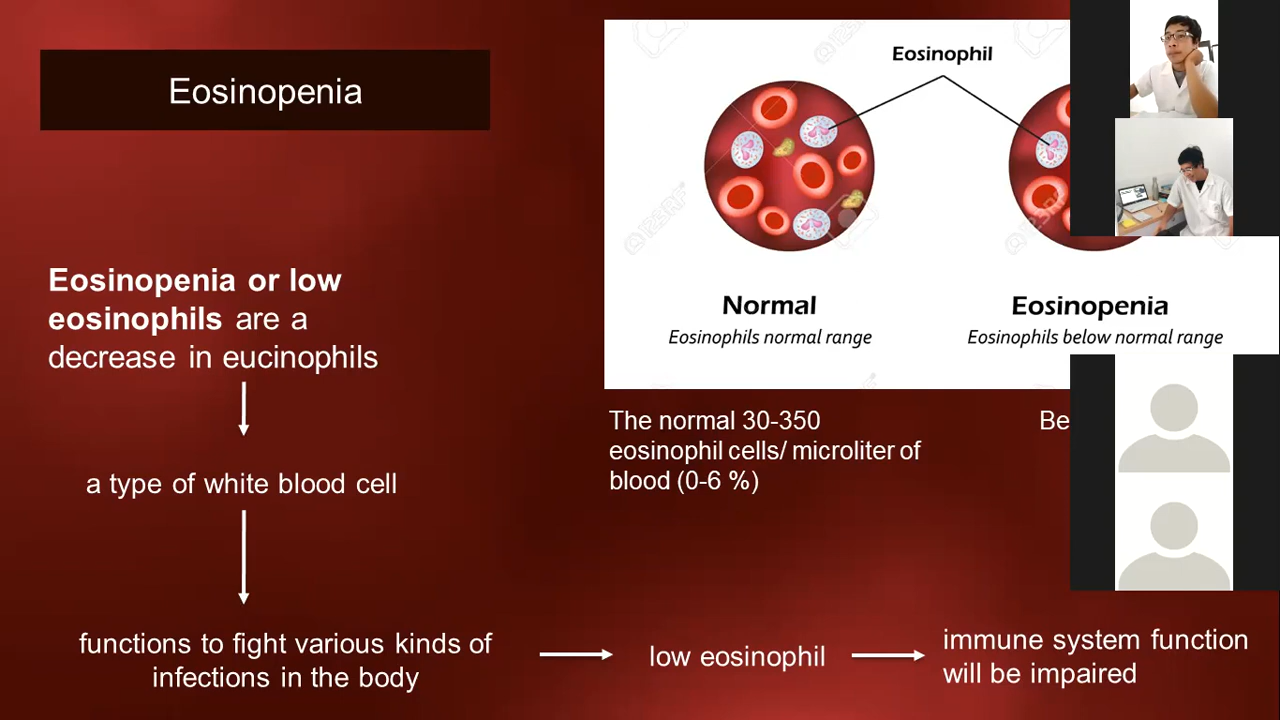 Eosinopenia
Eosinophil
Normal
Eosinophils normal range
Eosinopenia
Eosinophils below normal range
Eosinopenia or low
eosinophils are a
decrease in eucinophils
a type of white blood cell
functions to fight various kinds of
infections in the body
The normal 30-350
eosinophil cells/ microliter of
blood (0-6 %)
Be
low eosinophil
immune system function
will be impaired
123RF